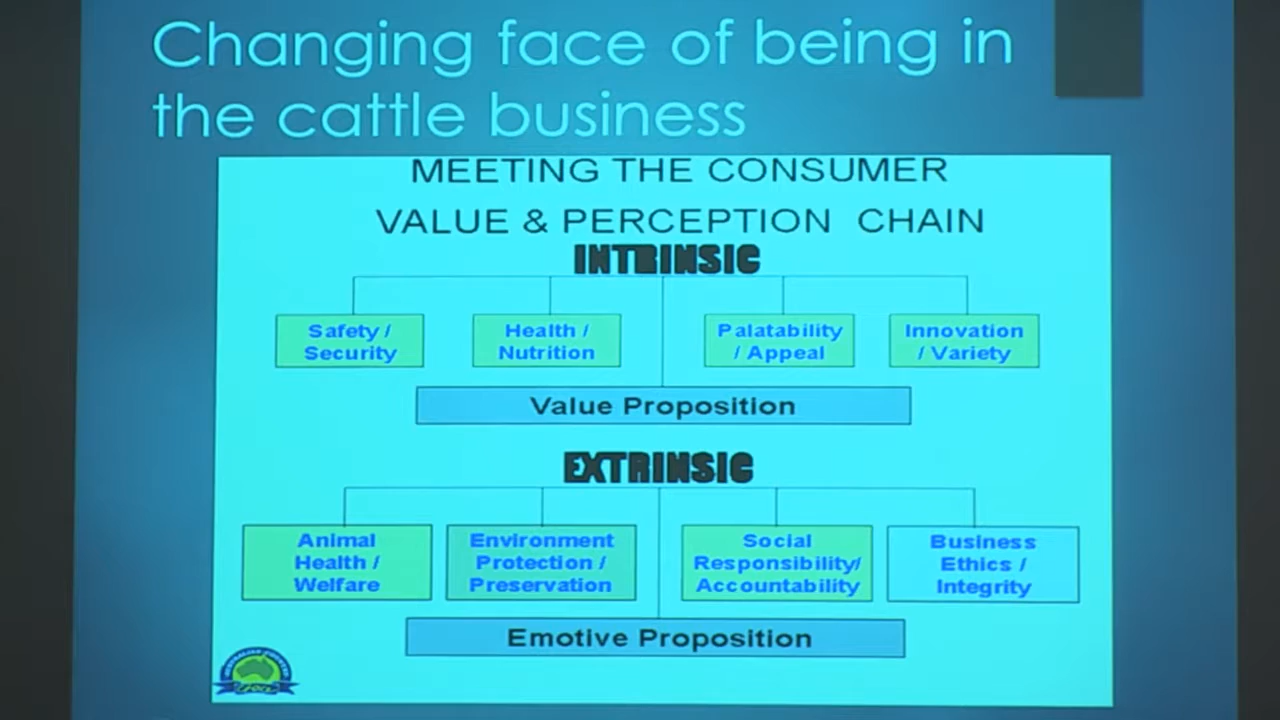 Changing face of being in
the cattle business
MEETING THE CONSUMER
VALUE & PERCEPTION CHAIN
INTRINSIC
Safety /
Security
Health /
Nutrition
Palatability
/ Appeal
Innovation
/ Variety
Value Proposition
EXTRINSIC
Animal
Health /
Welfare
Environment
Protection /
Preservation
Social
Responsibility/
Accountability
Business
Ethics /
Integrity
Emotive Proposition